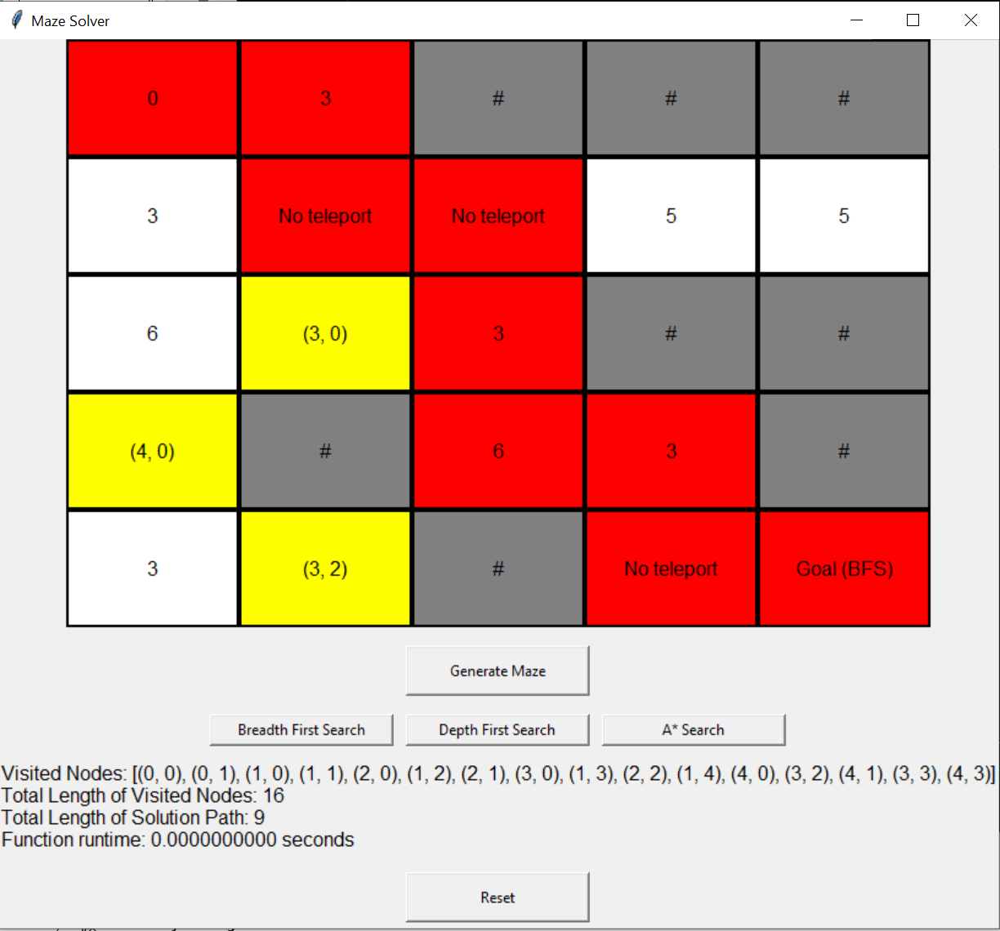 Maze Solver
0 3 # # #
3 No teleport No teleport 5 5
6 (3, 0) 3 # #
(4, 0) # 6 3 #
3 (3, 2) # No teleport Goal (BFS)
Generate Maze
Breadth First Search Depth First Search A* Search
Visited Nodes: [(0, 0), (0, 1), (1, 0), (1, 1), (2, 0), (1, 2), (2, 1), (3, 0), (1, 3), (2, 2), (1, 4), (4, 0), (3, 2), (4, 1), (3, 3), (4, 3)]
Total Length of Visited Nodes: 16
Total Length of Solution Path: 9
Function runtime: 0.0000000000 seconds
Reset